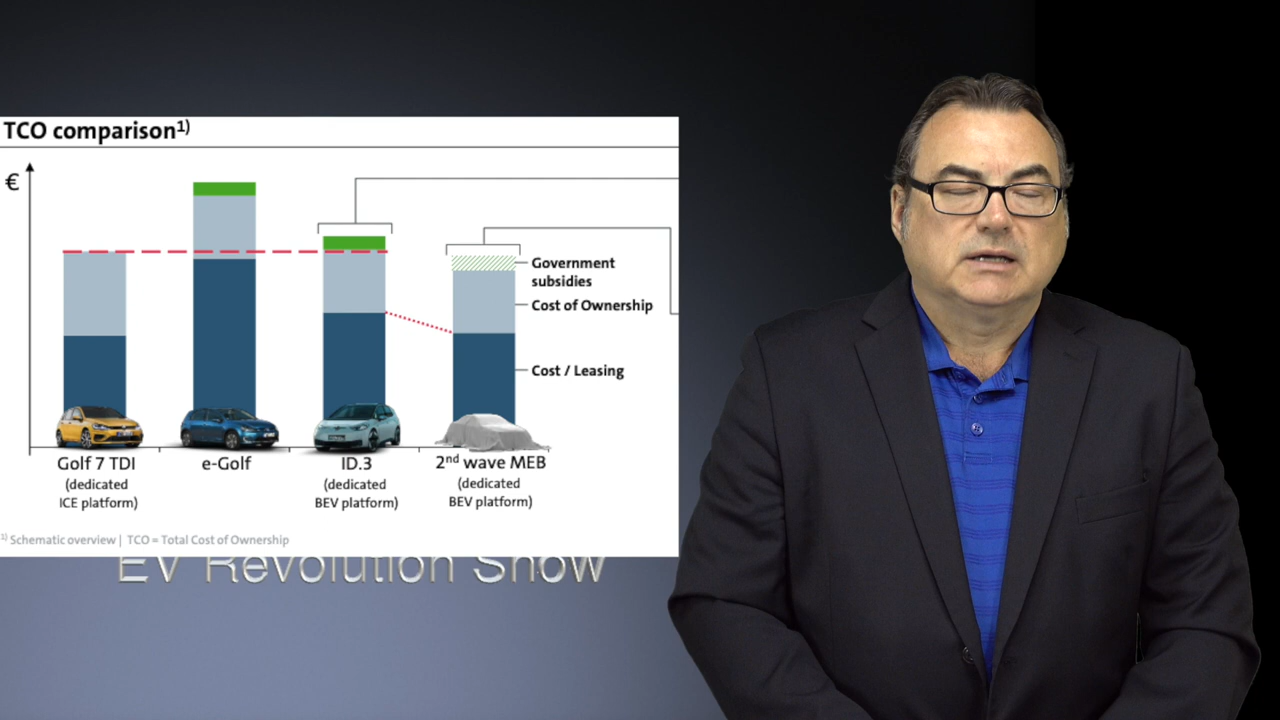 TCO comparison¹⁾
€
Government
subsidies
Cost of Ownership
Cost / Leasing
Golf 7 TDI
(dedicated
ICE platform)
e-Golf
ID.3
(dedicated
BEV platform)
2nd wave MEB
(dedicated
BEV platform)
¹⁾ Schematic overview | TCO = Total Cost of Ownership
EV Revolution Show